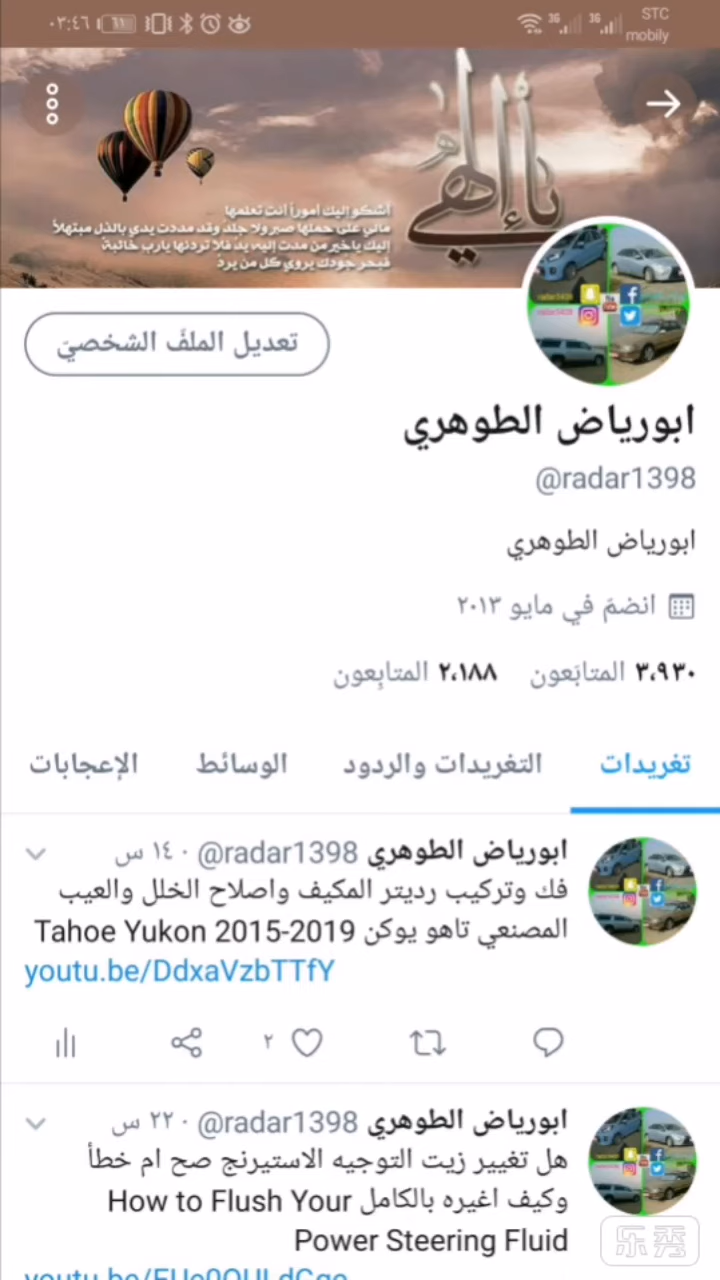 ٠٣:٤٦
STC
mobily
3G
3G
يا إلهي
أشكو إليك أموراً أنت تعلمها
مالي على حملها صبر ولا جلد وقد مددت يدي بالذل مبتهلاً
إليك ياخير من مدت إليه يد فلا تردنها يارب خائبة
فبحر جودك يروي كل من يرد
تعديل الملفّ الشخصيّ
ابورياض الطوهري
@radar1398
ابورياض الطوهري
انضمَ في مايو ٢٠١٣
٣،٩٣٠ المتابَعون ٢،١٨٨ المتابِعون
تغريدات التغريدات والردود الوسائط الإعجابات
ابورياض الطوهري @radar1398 · ١٤ س
فك وتركيب رديتر المكيف واصلاح الخلل والعيب
المصنعي تاهو يوكن Tahoe Yukon 2015-2019
youtu.be/DdxaVzbTTfY
٢
ابورياض الطوهري @radar1398 · ٢٢ س
هل تغيير زيت التوجيه الاستيرنج صح ام خطأ
وكيف اغيره بالكامل How to Flush Your
Power Steering Fluid
乐秀